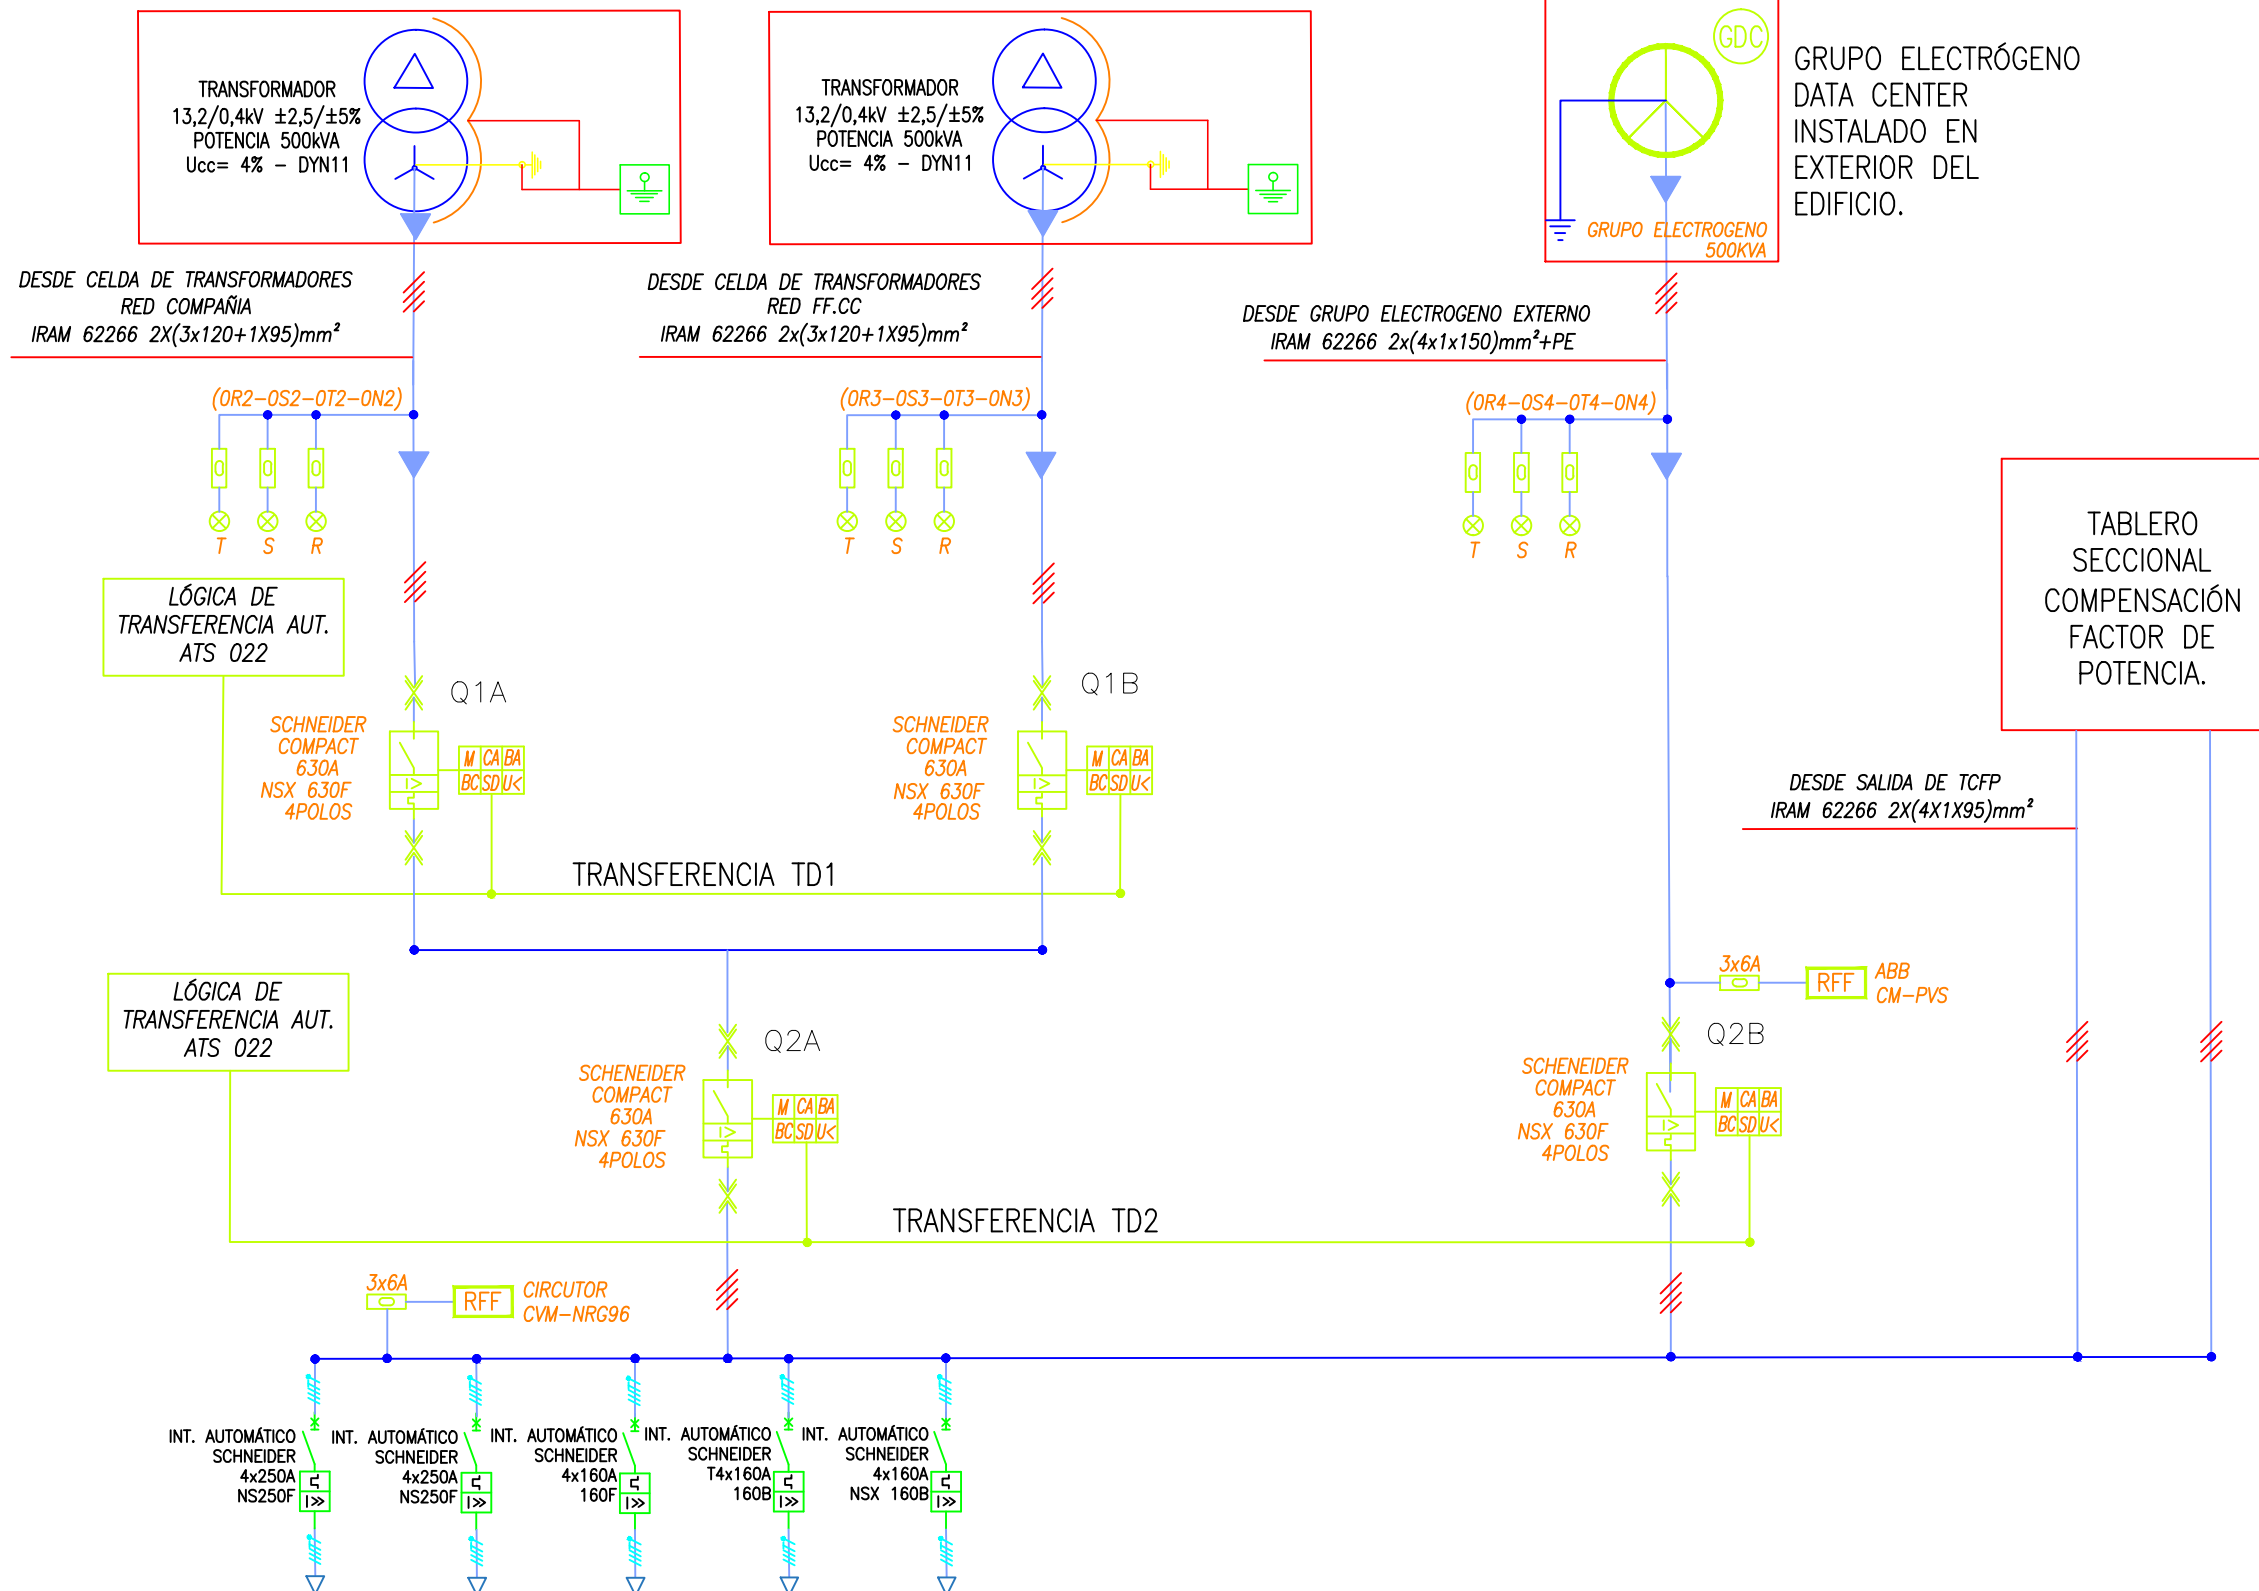 TRANSFORMADOR
13,2/0,4kV ±2,5/±5%
POTENCIA 500kVA
Ucc= 4% - DYN11
TRANSFORMADOR
13,2/0,4kV ±2,5/±5%
POTENCIA 500kVA
Ucc= 4% - DYN11
GDC
GRUPO ELECTROGENO
500KVA
GRUPO ELECTRÓGENO
DATA CENTER
INSTALADO EN
EXTERIOR DEL
EDIFICIO.
DESDE CELDA DE TRANSFORMADORES
RED COMPAÑIA
IRAM 62266 2X(3x120+1X95)mm²
DESDE CELDA DE TRANSFORMADORES
RED FF.CC
IRAM 62266 2x(3x120+1X95)mm²
DESDE GRUPO ELECTROGENO EXTERNO
IRAM 62266 2x(4x1x150)mm²+PE
(0R2-0S2-0T2-0N2)
T S R
(0R3-0S3-0T3-0N3)
T S R
(0R4-0S4-0T4-0N4)
T S R
TABLERO
SECCIONAL
COMPENSACIÓN
FACTOR DE
POTENCIA.
LÓGICA DE
TRANSFERENCIA AUT.
ATS 022
Q1A
SCHNEIDER
COMPACT
630A
NSX 630F
4POLOS
M CA BA
BC SD U<
I>
Q1B
SCHNEIDER
COMPACT
630A
NSX 630F
4POLOS
M CA BA
BC SD U<
I>
DESDE SALIDA DE TCFP
IRAM 62266 2X(4X1X95)mm²
TRANSFERENCIA TD1
LÓGICA DE
TRANSFERENCIA AUT.
ATS 022
3x6A
RFF
ABB
CM-PVS
Q2A
SCHENEIDER
COMPACT
630A
NSX 630F
4POLOS
M CA BA
BC SD U<
I>
Q2B
SCHENEIDER
COMPACT
630A
NSX 630F
4POLOS
M CA BA
BC SD U<
I>
TRANSFERENCIA TD2
3x6A
RFF
CIRCUTOR
CVM-NRG96
INT. AUTOMÁTICO
SCHNEIDER
4x250A
NS250F
I>>
INT. AUTOMÁTICO
SCHNEIDER
4x250A
NS250F
I>>
INT. AUTOMÁTICO
SCHNEIDER
4x160A
160F
I>>
INT. AUTOMÁTICO
SCHNEIDER
T4x160A
160B
I>>
INT. AUTOMÁTICO
SCHNEIDER
4x160A
NSX 160B
I>>